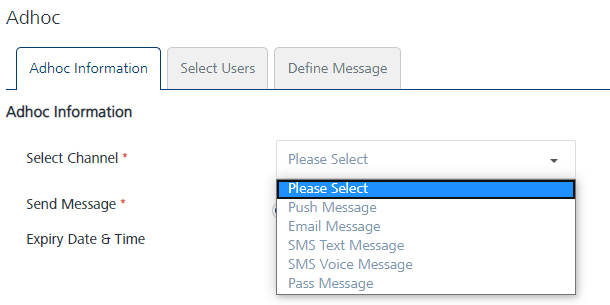 Adhoc
Adhoc Information
Select Users
Define Message
Adhoc Information
Select Channel *
Please Select
Please Select
Push Message
Send Message *
Email Message
Expiry Date & Time
SMS Text Message
SMS Voice Message
Pass Message